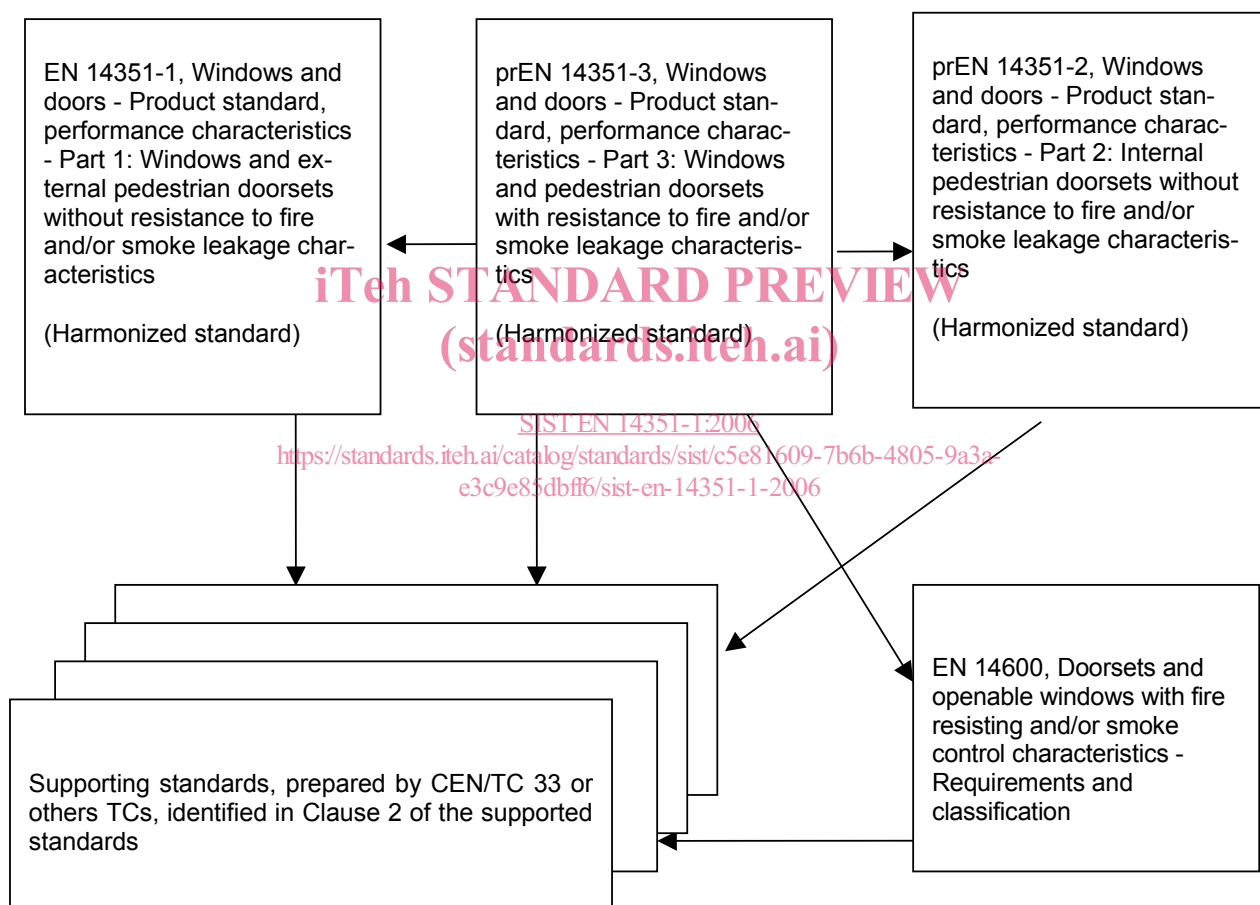 EN 14351-1, Windows and
doors - Product standard,
performance characteristics
- Part 1: Windows and ex-
ternal pedestrian doorsets
without resistance to fire
and/or smoke leakage char-
acteristics
(Harmonized standard)
prEN 14351-3, Windows
and doors - Product stan-
dard, performance charac-
teristics - Part 3: Windows
and pedestrian doorsets
with resistance to fire and/or
smoke leakage characteris-
tics
(Harmonized standard)
prEN 14351-2, Windows
and doors - Product stan-
dard, performance charac-
teristics - Part 2: Internal
pedestrian doorsets without
resistance to fire and/or
smoke leakage characteris-
tics
(Harmonized standard)
iTeh STANDARD PREVIEW
(standards.iteh.ai)
SIST EN 14351-1:2006
https://standards.iteh.ai/catalog/standards/sist/c5e81609-7b6b-4805-9a3a-
e3c9e85dbff6/sist-en-14351-1-2006
Supporting standards, prepared by CEN/TC 33 or
others TCs, identified in Clause 2 of the supported
standards
EN 14600, Doorsets and
openable windows with fire
resisting and/or smoke
control characteristics -
Requirements and
classification